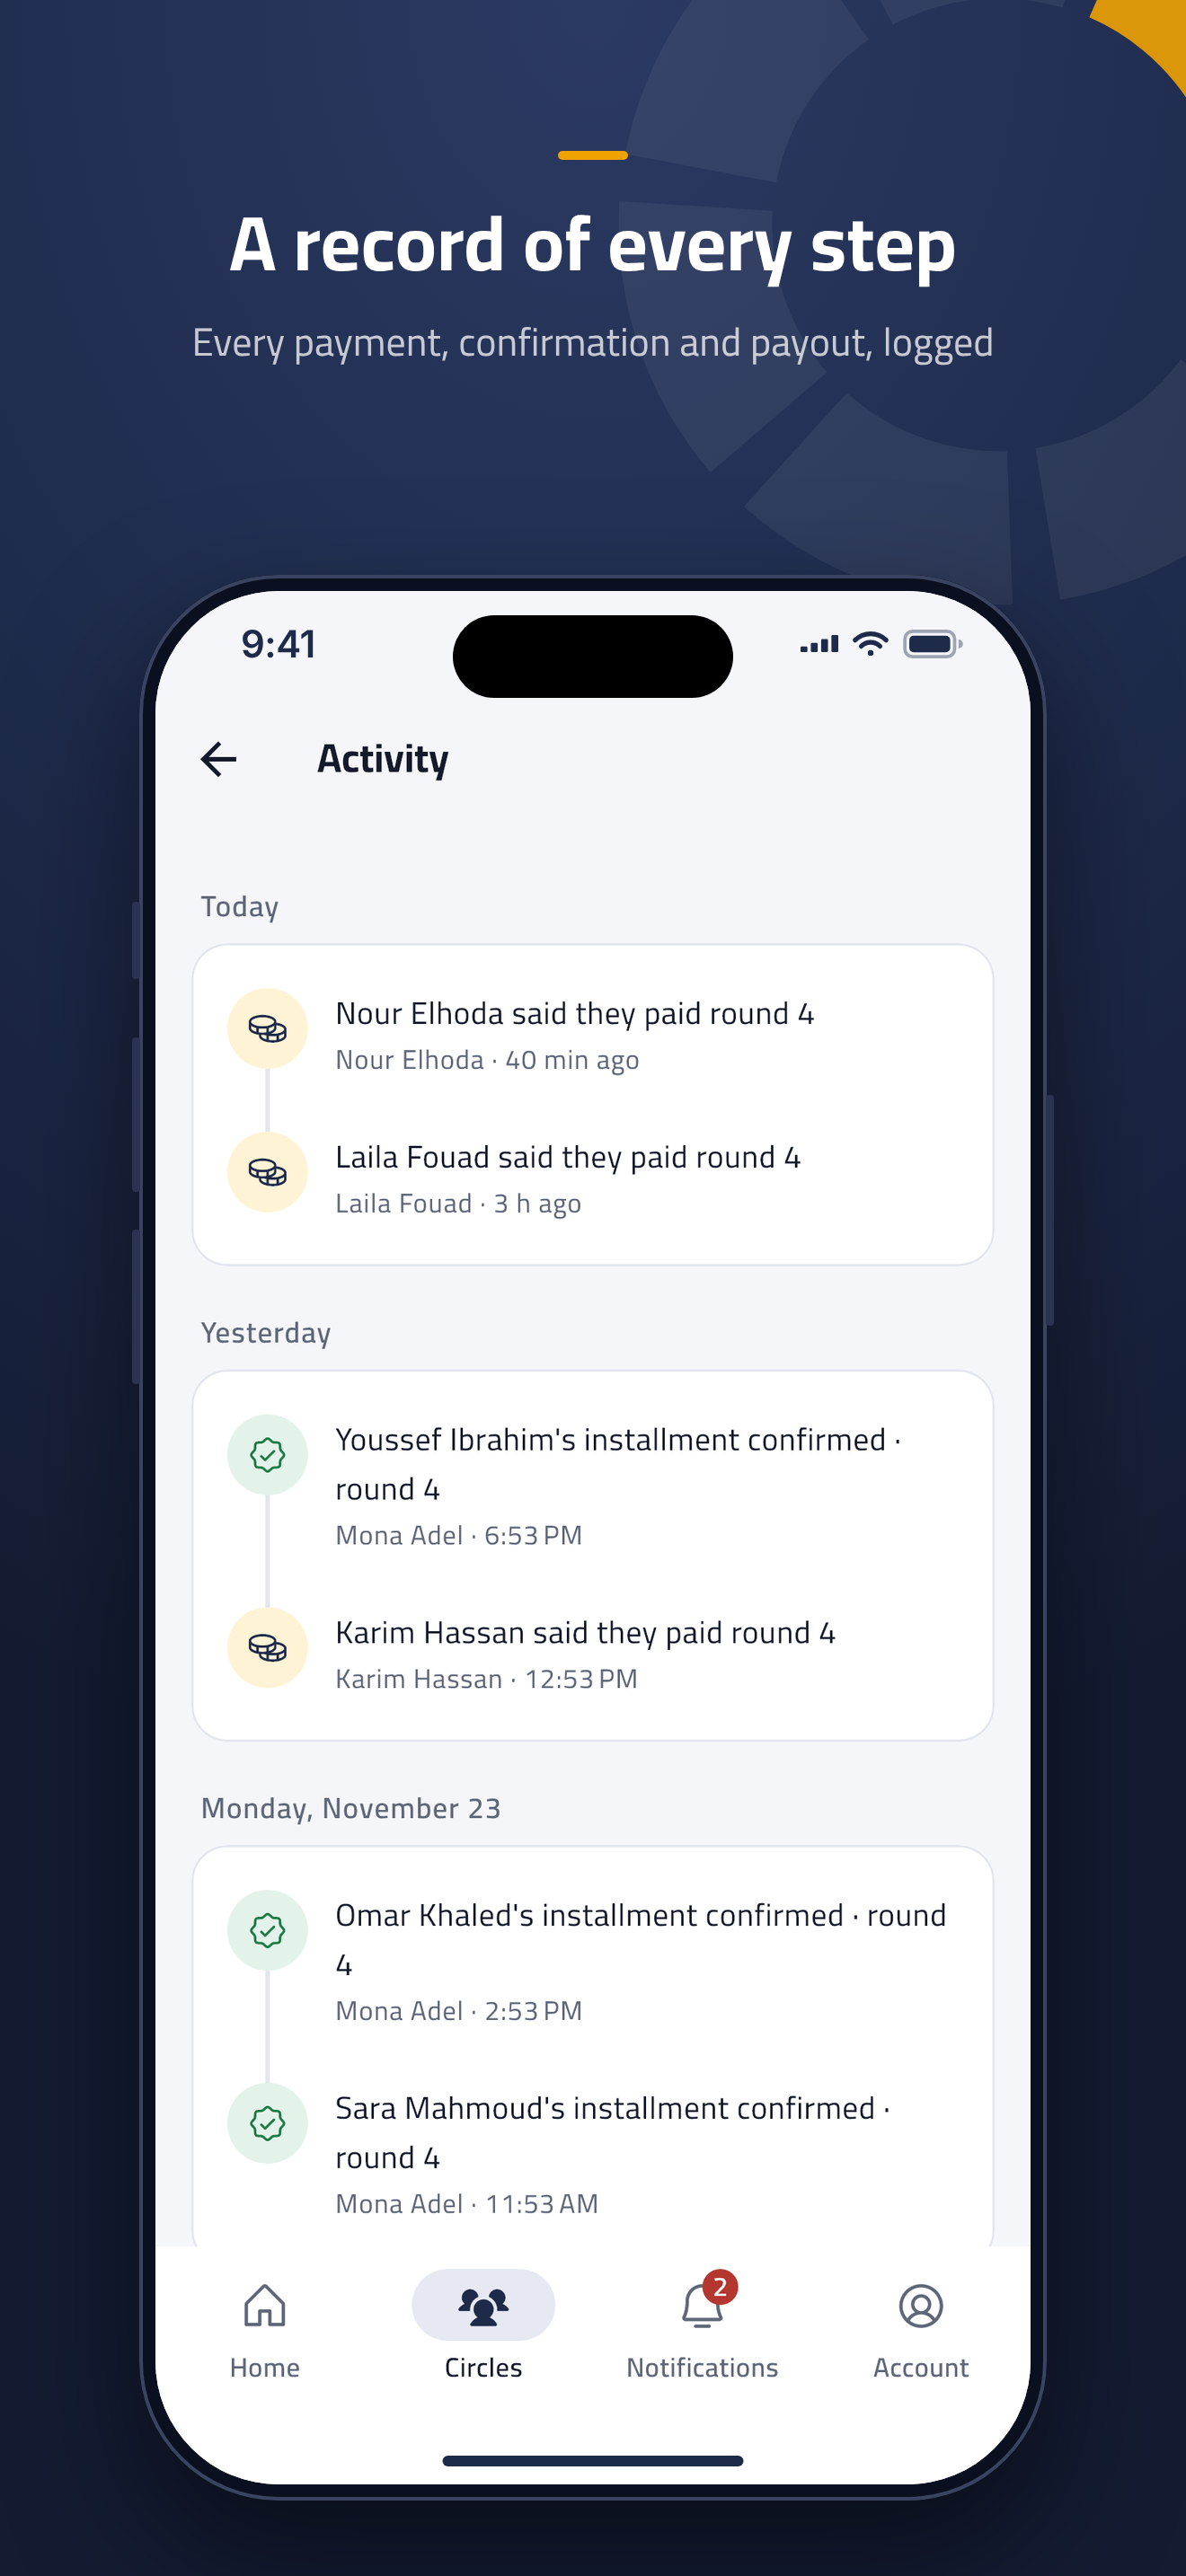 A record of every step
Every payment, confirmation and payout, logged
9:41
Activity
Today
Nour Elhoda said they paid round 4
Nour Elhoda · 40 min ago
Laila Fouad said they paid round 4
Laila Fouad · 3 h ago
Yesterday
Youssef Ibrahim's installment confirmed ·
round 4
Mona Adel · 6:53 PM
Karim Hassan said they paid round 4
Karim Hassan · 12:53 PM
Monday, November 23
Omar Khaled's installment confirmed · round
4
Mona Adel · 2:53 PM
Sara Mahmoud's installment confirmed ·
round 4
Mona Adel · 11:53 AM
2
Home Circles Notifications Account